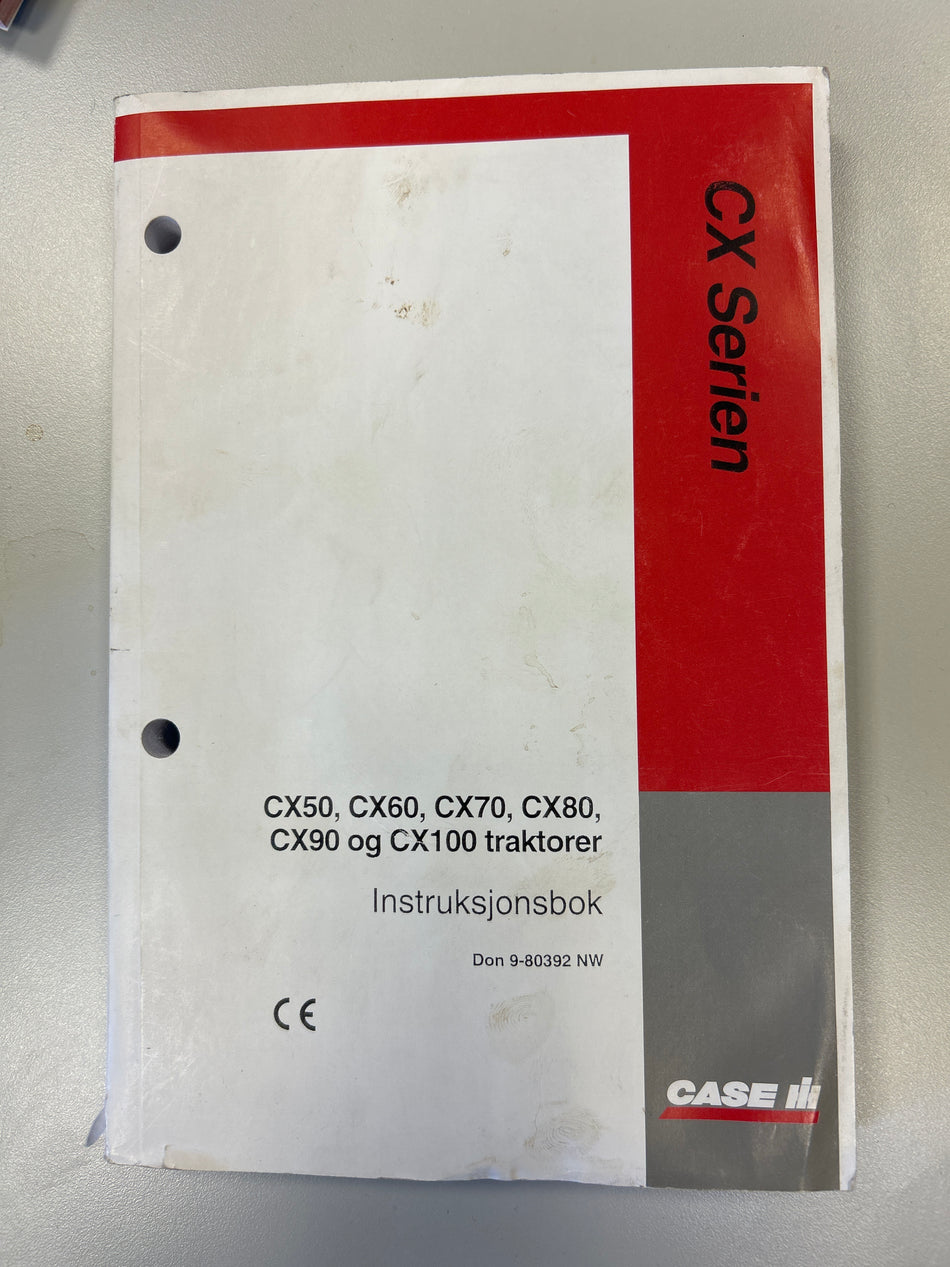 CX Serien
CX50, CX60, CX70, CX80,
CX90 og CX100 traktorer
Instruksjonsbok
Don 9-80392 NW
CE
CASE IH